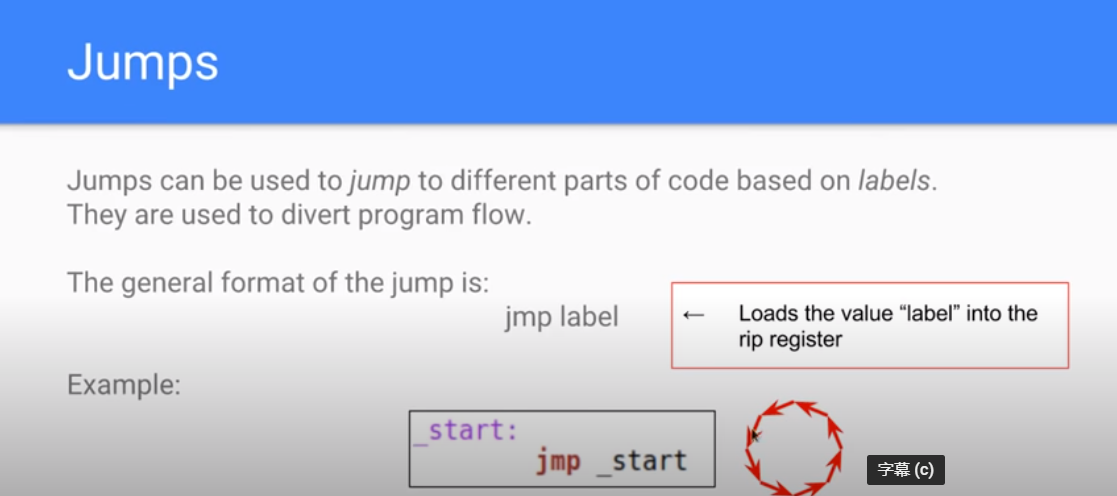 Jumps
Jumps can be used to jump to different parts of code based on labels.
They are used to divert program flow.
The general format of the jump is:
jmp label
← Loads the value “label” into the
rip register
Example:
_start:
jmp _start
字幕 (c)